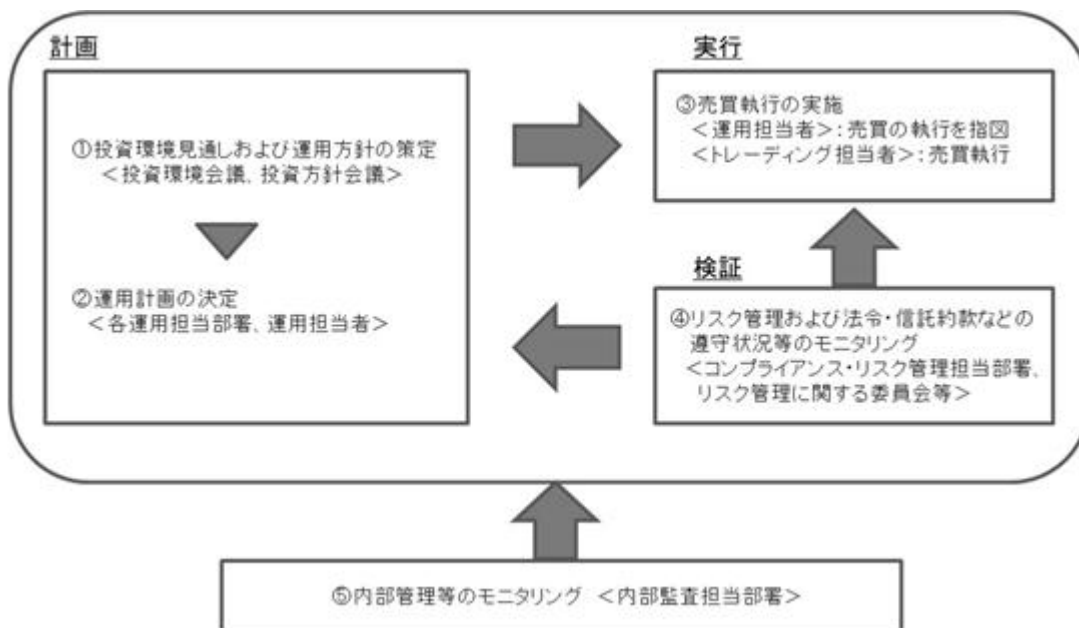 計画
①投資環境見通しおよび運用方針の策定
＜投資環境会議、投資方針会議＞
②運用計画の決定
＜各運用担当部署、運用担当者＞
実行
③売買執行の実施
＜運用担当者＞：売買の執行を指図
＜トレーディング担当者＞：売買執行
検証
④リスク管理および法令・信託約款などの
遵守状況等のモニタリング
＜コンプライアンス・リスク管理担当部署、
リスク管理に関する委員会等＞
⑤内部管理等のモニタリング ＜内部監査担当部署＞